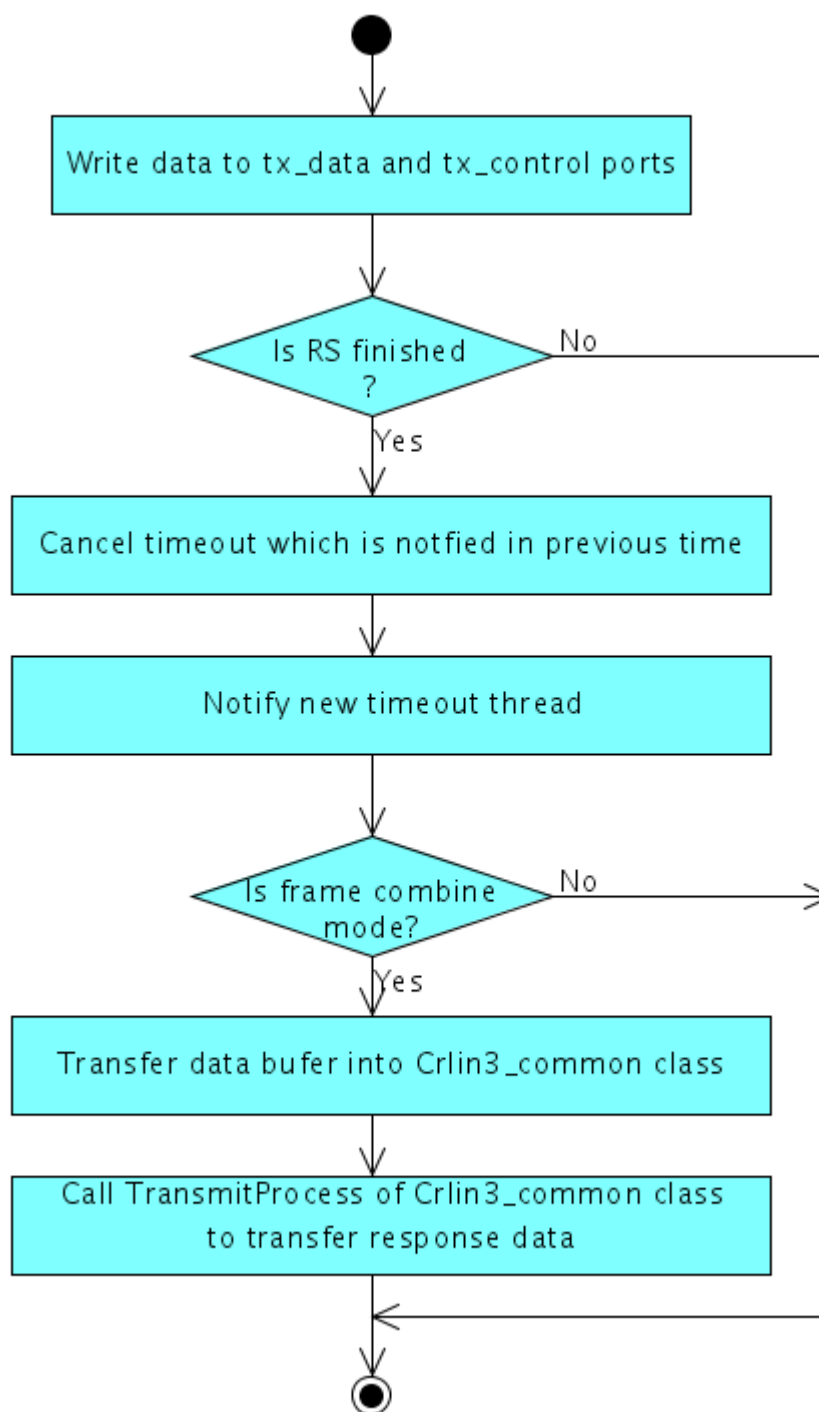 Write data to tx_data and tx_control ports
Is RS finished
?
No
Yes
Cancel timeout which is notfied in previous time
Notify new timeout thread
Is frame combine
mode?
No
Yes
Transfer data bufer into Crlin3_common class
Call TransmitProcess of Crlin3_common class
to transfer response data